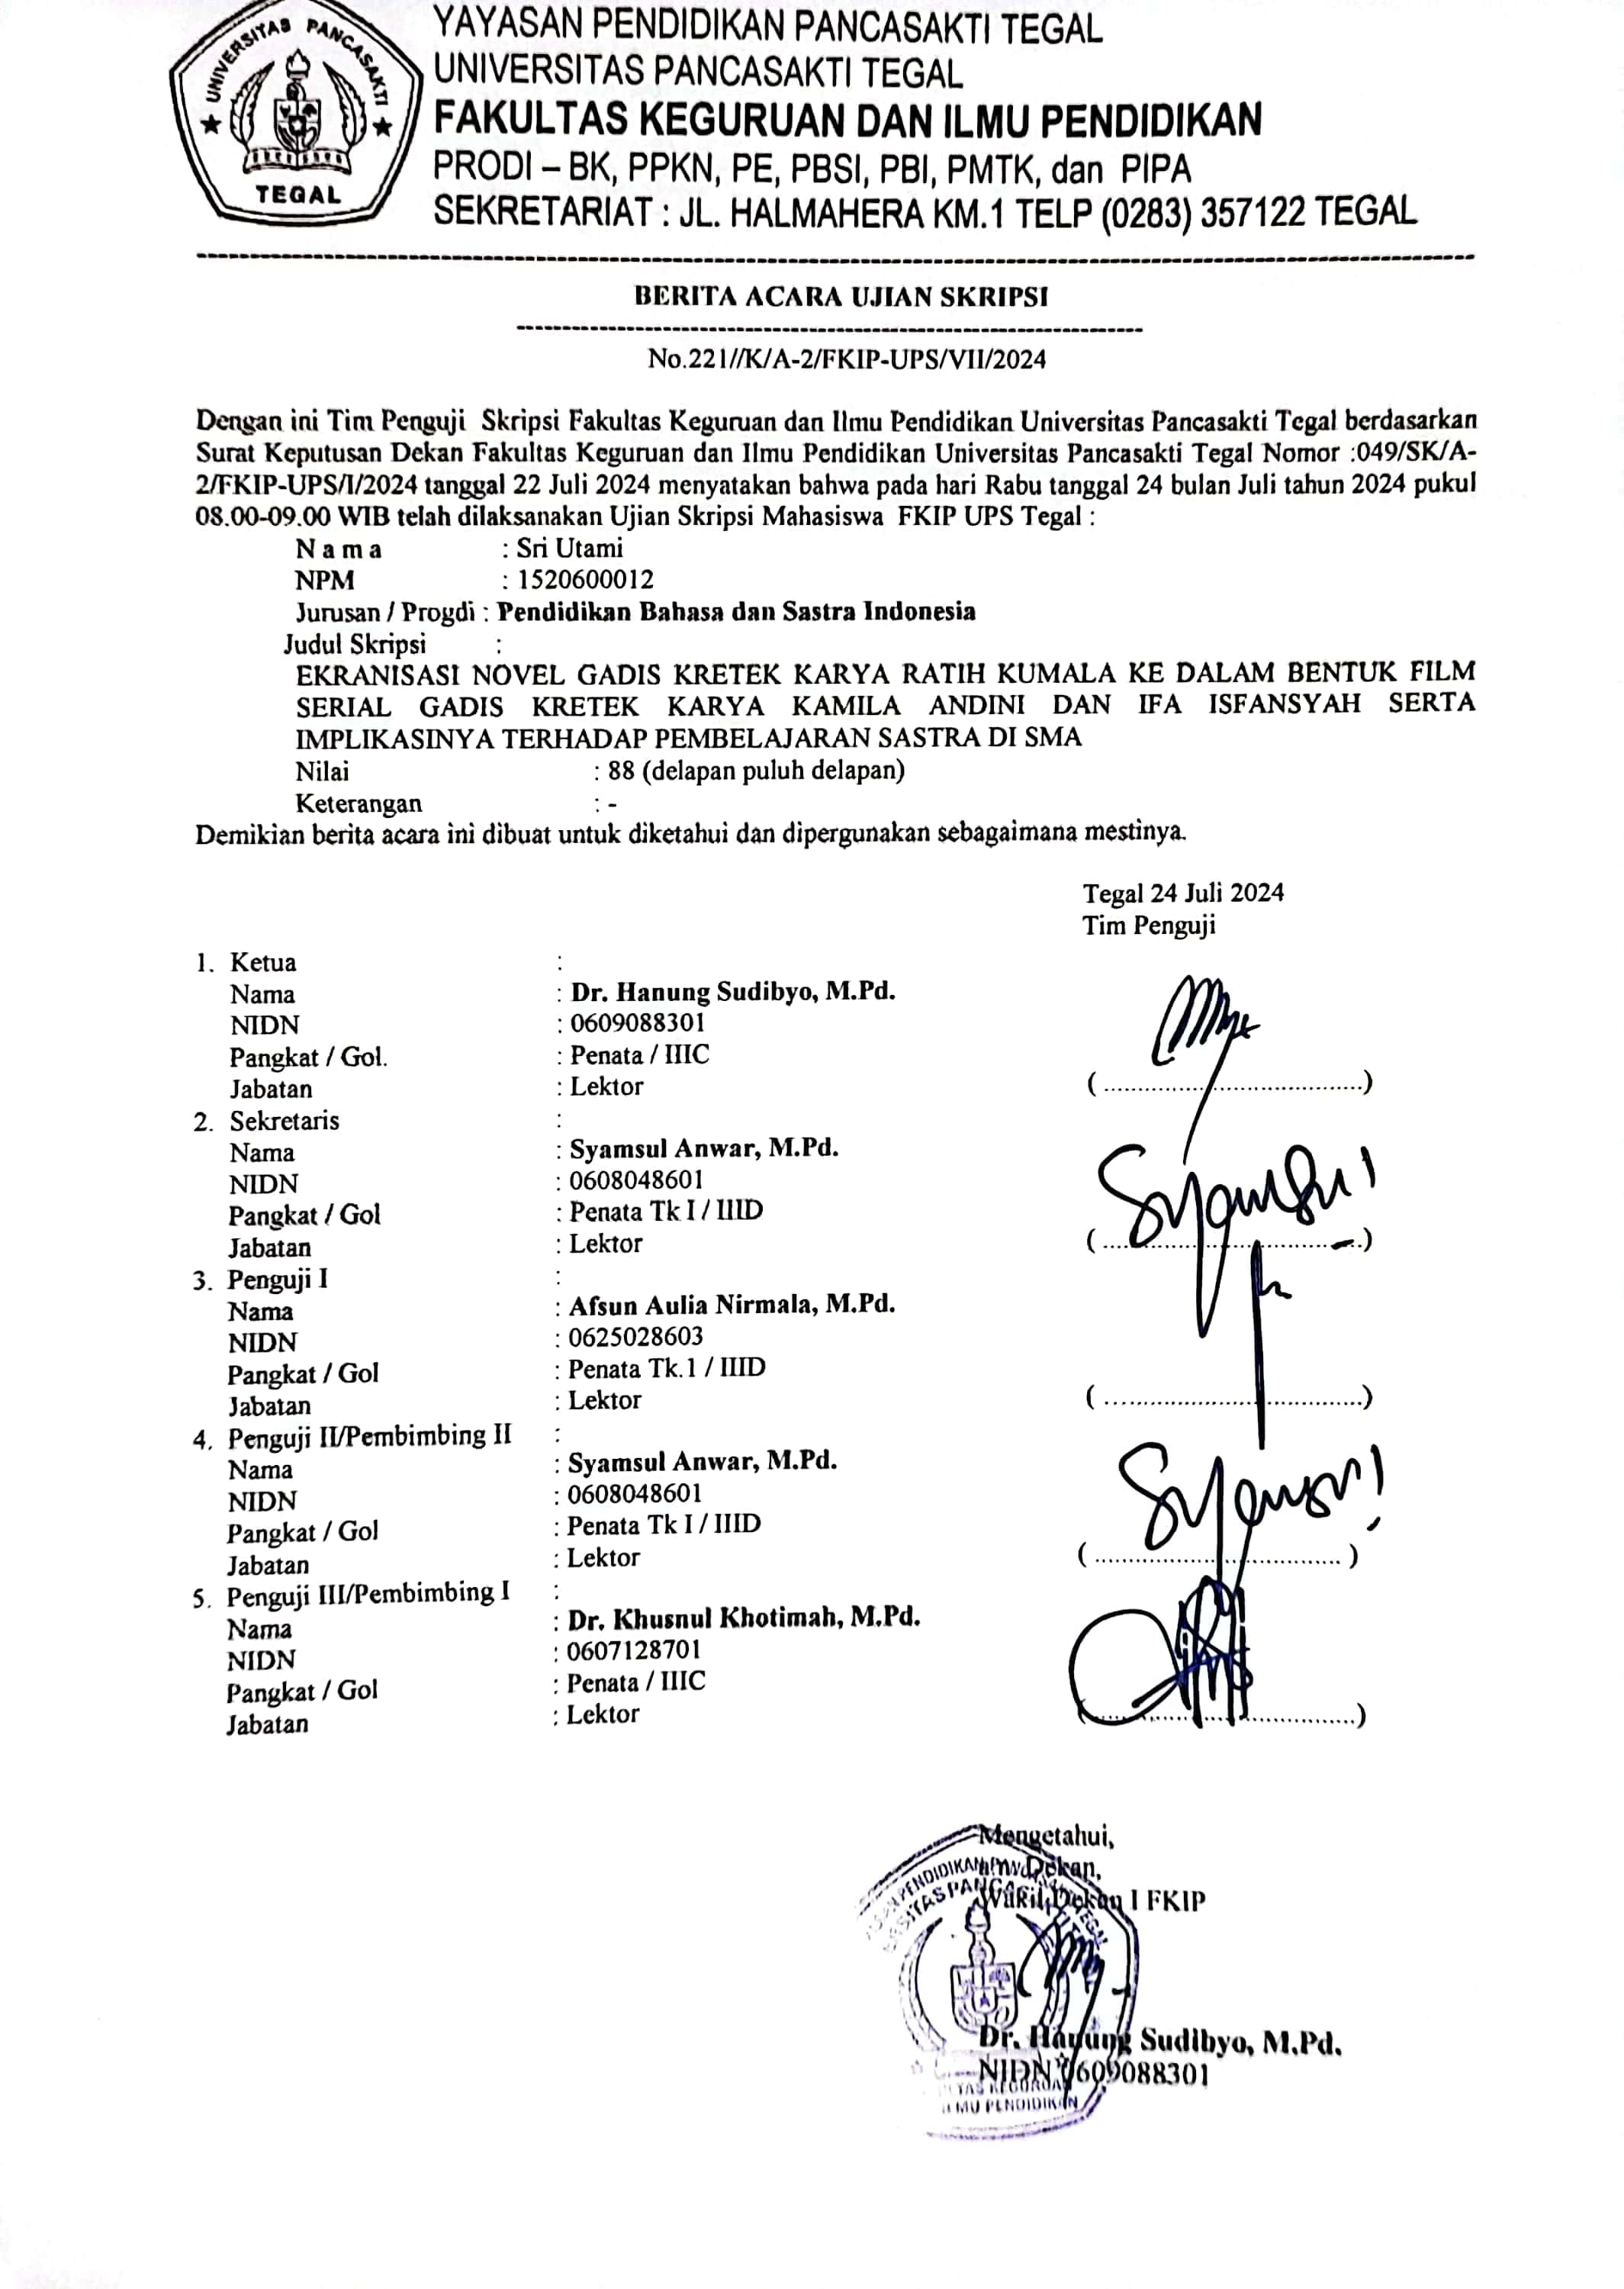 UNIVERSITAS PANCASAKTI
TEGAL
YAYASAN PENDIDIKAN PANCASAKTI TEGAL
UNIVERSITAS PANCASAKTI TEGAL
FAKULTAS KEGURUAN DAN ILMU PENDIDIKAN
PRODI – BK, PPKN, PE, PBSI, PBI, PMTK, dan PIPA
SEKRETARIAT : JL. HALMAHERA KM.1 TELP (0283) 357122 TEGAL
BERITA ACARA UJIAN SKRIPSI
No.221//K/A-2/FKIP-UPS/VII/2024
Dengan ini Tim Penguji Skripsi Fakultas Keguruan dan Ilmu Pendidikan Universitas Pancasakti Tegal berdasarkan
Surat Keputusan Dekan Fakultas Keguruan dan Ilmu Pendidikan Universitas Pancasakti Tegal Nomor :049/SK/A-
2/FKIP-UPS/I/2024 tanggal 22 Juli 2024 menyatakan bahwa pada hari Rabu tanggal 24 bulan Juli tahun 2024 pukul
08.00-09.00 WIB telah dilaksanakan Ujian Skripsi Mahasiswa FKIP UPS Tegal :
N a m a : Sri Utami
NPM : 1520600012
Jurusan / Progdi : Pendidikan Bahasa dan Sastra Indonesia
Judul Skripsi :
EKRANISASI NOVEL GADIS KRETEK KARYA RATIH KUMALA KE DALAM BENTUK FILM
SERIAL GADIS KRETEK KARYA KAMILA ANDINI DAN IFA ISFANSYAH SERTA
IMPLIKASINYA TERHADAP PEMBELAJARAN SASTRA DI SMA
Nilai : 88 (delapan puluh delapan)
Keterangan : -
Demikian berita acara ini dibuat untuk diketahui dan dipergunakan sebagaimana mestinya.
Tegal 24 Juli 2024
Tim Penguji
1. Ketua :
Nama : Dr. Hanung Sudibyo, M.Pd.
NIDN : 0609088301
Pangkat / Gol. : Penata / IIIC
Jabatan : Lektor (....................................)
2. Sekretaris :
Nama : Syamsul Anwar, M.Pd.
NIDN : 0608048601
Pangkat / Gol : Penata Tk I / IIID
Jabatan : Lektor (....................................)
3. Penguji I :
Nama : Afsun Aulia Nirmala, M.Pd.
NIDN : 0625028603
Pangkat / Gol : Penata Tk.1 / IIID
Jabatan : Lektor (....................................)
4. Penguji II/Pembimbing II :
Nama : Syamsul Anwar, M.Pd.
NIDN : 0608048601
Pangkat / Gol : Penata Tk I / IIID
Jabatan : Lektor (.................................... )
5. Penguji III/Pembimbing I :
Nama : Dr. Khusnul Khotimah, M.Pd.
NIDN : 0607128701
Pangkat / Gol : Penata / IIIC
Jabatan : Lektor (....................................)
Mengetahui,
Dekan,
Wakil Dekan I FKIP
Dr. Hanung Sudibyo, M.Pd.
NIDN 0609088301
ILMU PENDIDIKAN